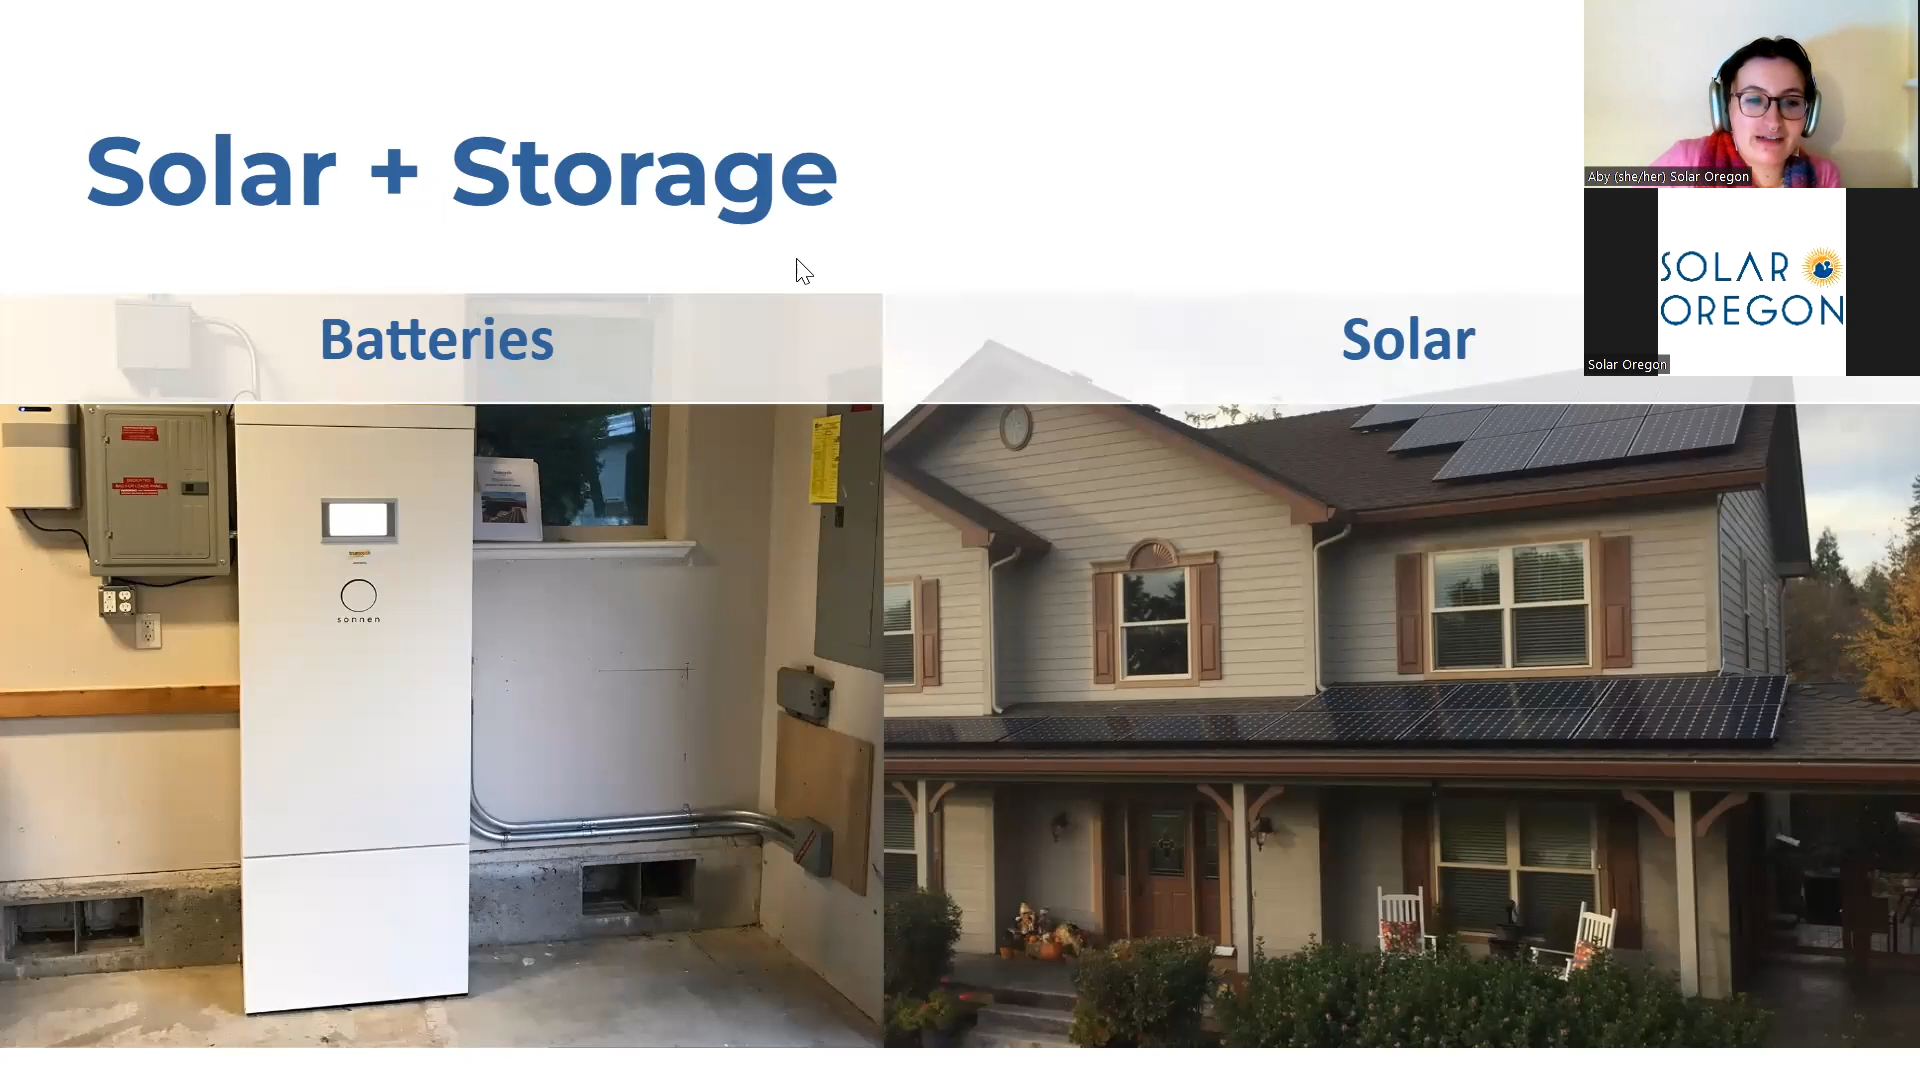 Solar + Storage
Batteries
Solar
Aby (she/her) Solar Oregon
SOLAR
OREGON
Solar Oregon
sonnen